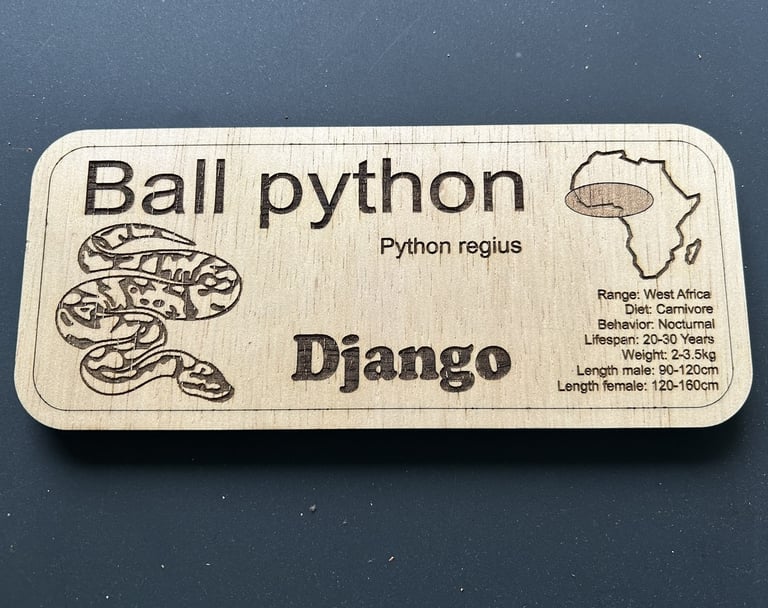 Ball python
Python regius
Django
Range: West Africa
Diet: Carnivore
Behavior: Nocturnal
Lifespan: 20-30 Years
Weight: 2-3.5kg
Length male: 90-120cm
Length female: 120-160cm